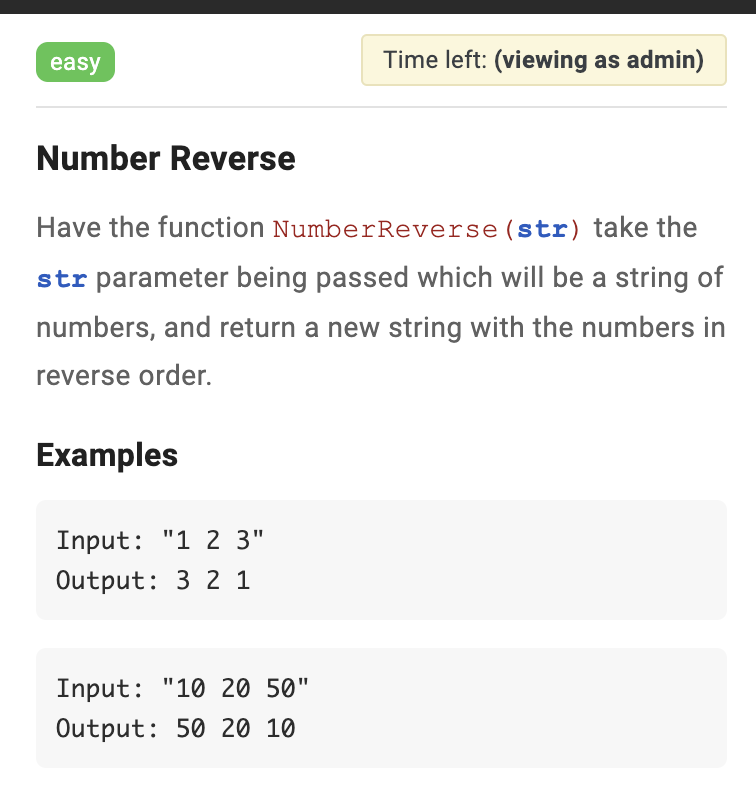 easy
Time left: (viewing as admin)
Number Reverse
Have the function NumberReverse(str) take the
str parameter being passed which will be a string of
numbers, and return a new string with the numbers in
reverse order.
Examples
Input: "1 2 3"
Output: 3 2 1
Input: "10 20 50"
Output: 50 20 10